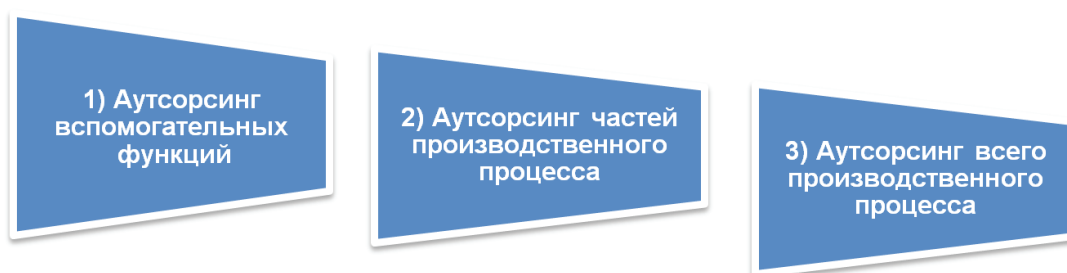 1) Аутсорсинг
вспомогательных
функций
2) Аутсорсинг частей
производственного
процесса
3) Аутсорсинг всего
производственного
процесса